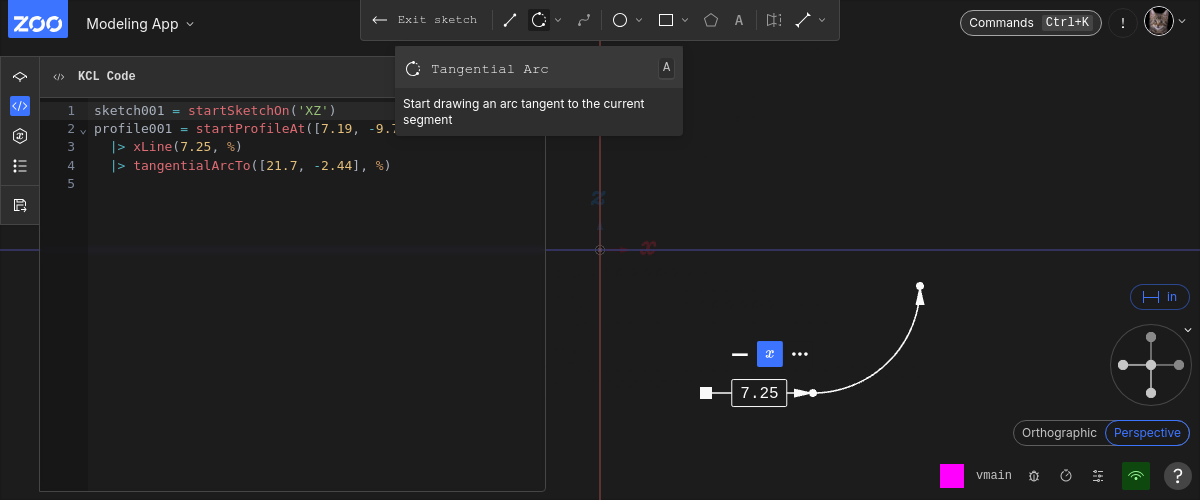 ZOO
Modeling App
Exit sketch
A
Commands Ctrl+K
!
KCL Code
Tangential Arc A
Start drawing an arc tangent to the current
segment
1 sketch001 = startSketchOn('XZ')
2 profile001 = startProfileAt([7.19, -9.7
3 |> xLine(7.25, %)
4 |> tangentialArcTo([21.7, -2.44], %)
5
z
x
in
x
7.25
Orthographic Perspective
vmain
?